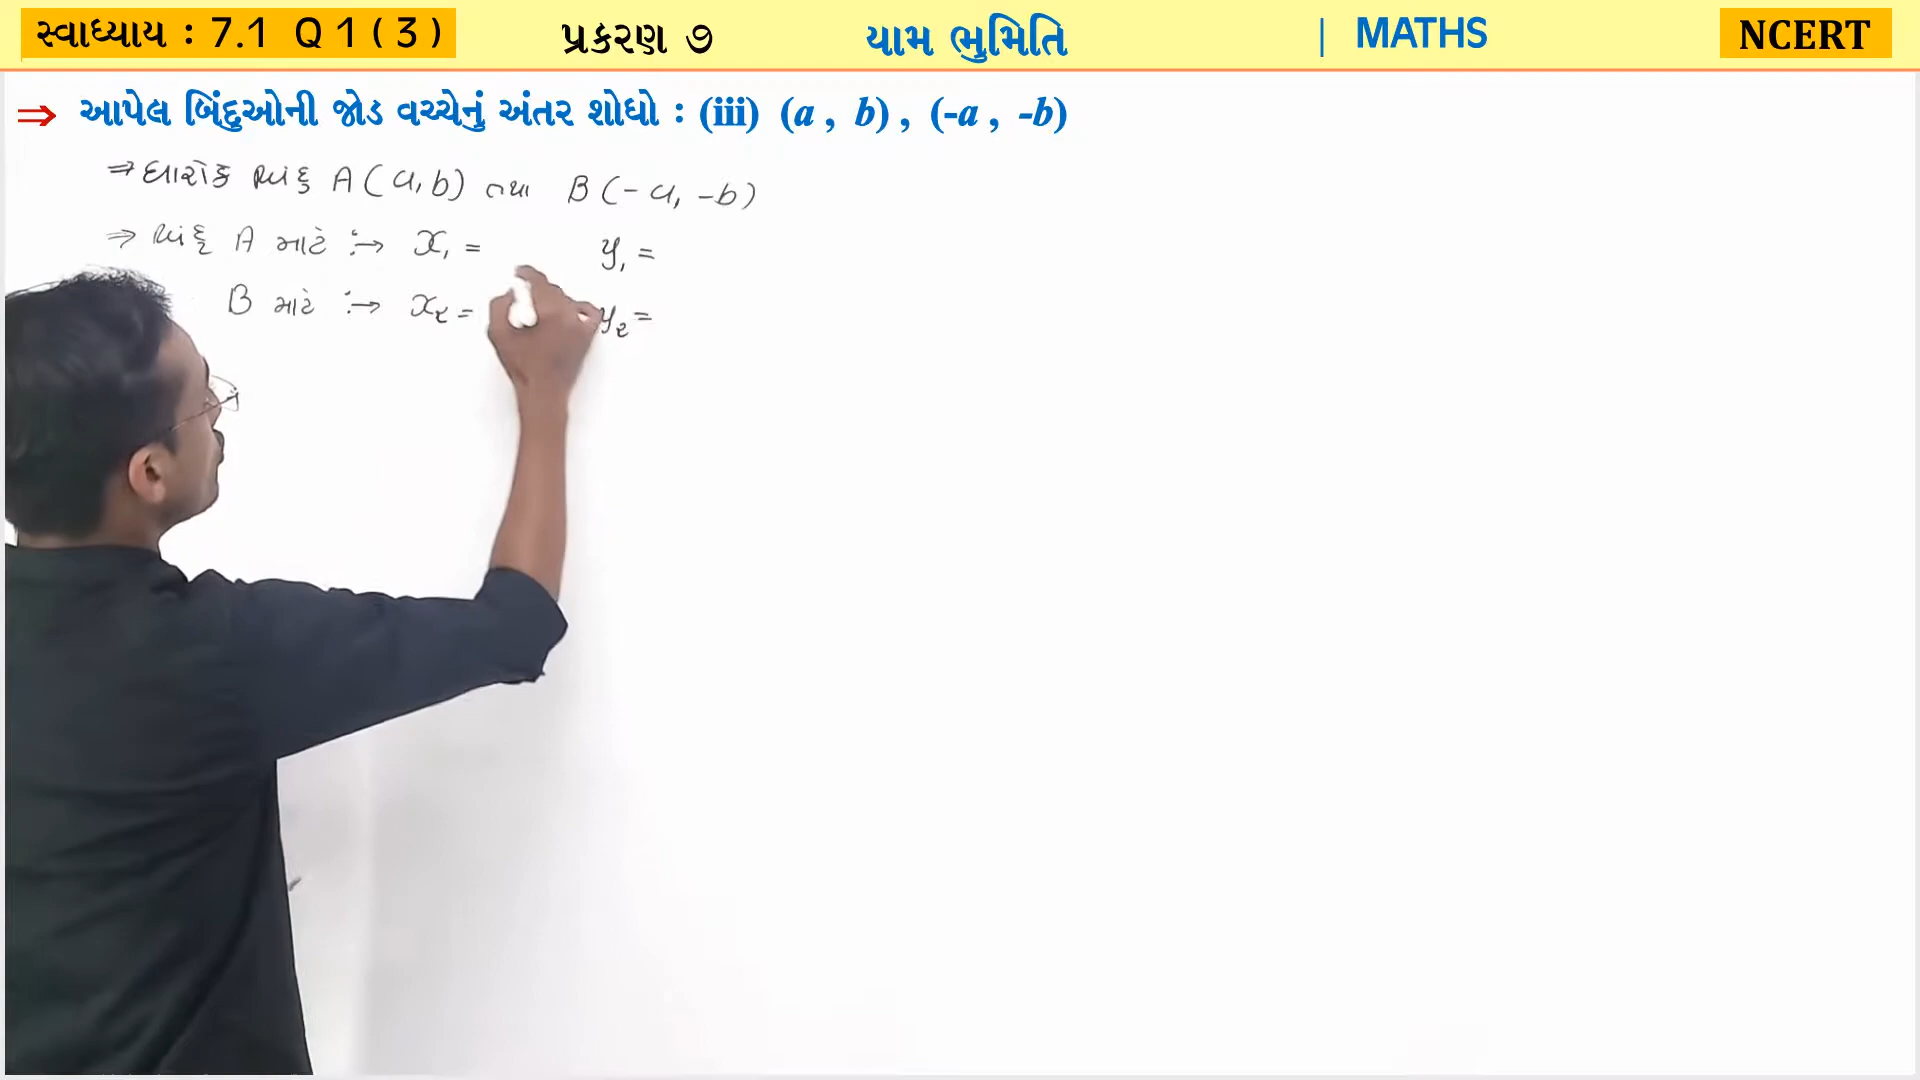 સ્વાધ્યાય : 7.1 Q 1 ( 3 ) પ્રકરણ ૭ યામ ભુમિતિ | MATHS NCERT
⇒ આપેલ બિંદુઓની જોડ વચ્ચેનું અંતર શોધો : (iii) (a , b) , (-a , -b)
⇒ ધારોકે બિંદુ A (a, b) તથા B (- a, -b)
⇒ બિંદુ A માટે :→ x₁ = y₁ =
B માટે :→ x₂ = y₂ =